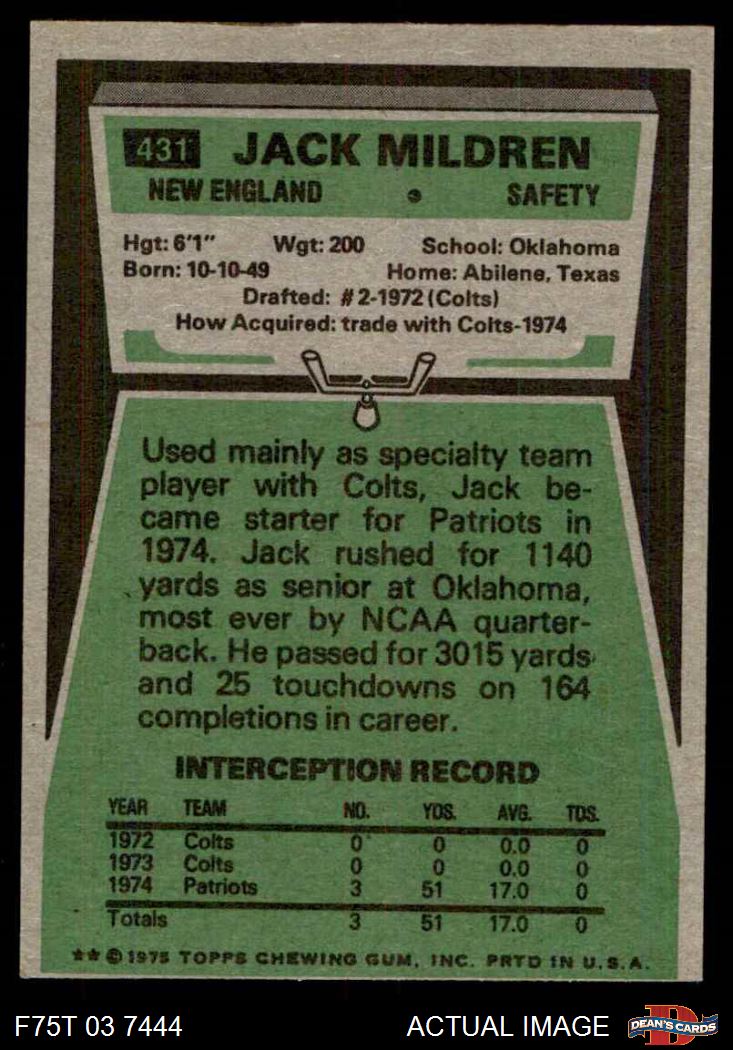 431 JACK MILDREN
NEW ENGLAND • SAFETY
Hgt: 6'1" Wgt: 200 School: Oklahoma
Born: 10-10-49 Home: Abilene, Texas
Drafted: #2-1972 (Colts)
How Acquired: trade with Colts-1974
Used mainly as specialty team
player with Colts, Jack be-
came starter for Patriots in
1974. Jack rushed for 1140
yards as senior at Oklahoma,
most ever by NCAA quarter-
back. He passed for 3015 yards
and 25 touchdowns on 164
completions in career.
INTERCEPTION RECORD
YEAR TEAM NO. YDS. AVG. TDS.
1972 Colts 0 0 0.0 0
1973 Colts 0 0 0.0 0
1974 Patriots 3 51 17.0 0
Totals 3 51 17.0 0
★★ © 1975 TOPPS CHEWING GUM, INC. PRTD IN U.S.A.
F75T 03 7444 ACTUAL IMAGE DEAN'S CARDS